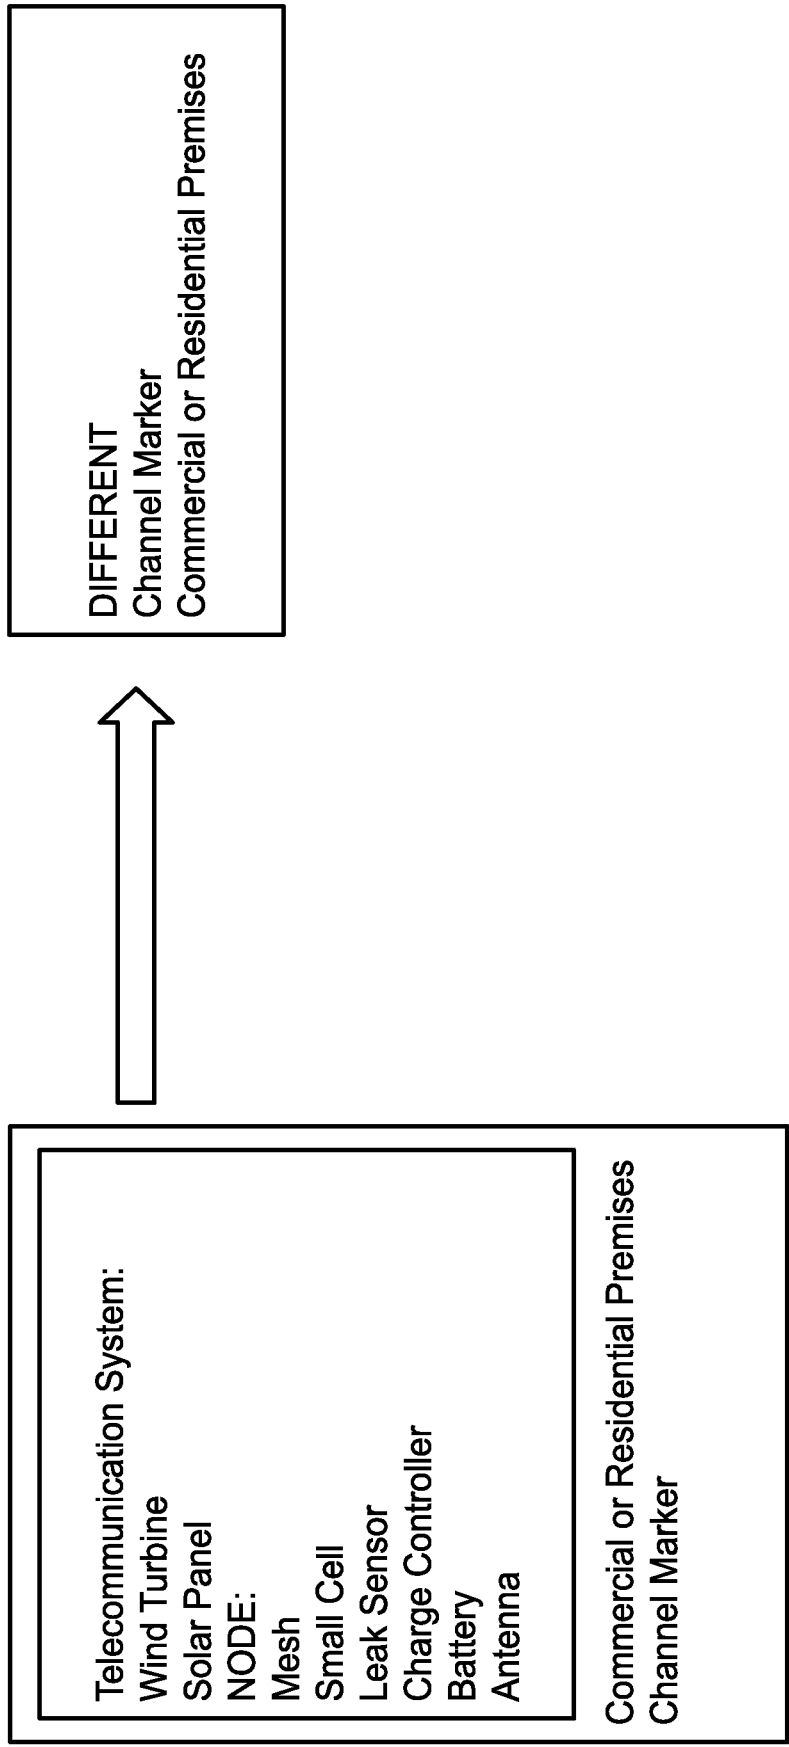 Telecommunication System:
Wind Turbine
Solar Panel
NODE:
Mesh
Small Cell
Leak Sensor
Charge Controller
Battery
Antenna
Commercial or Residential Premises
Channel Marker
DIFFERENT
Channel Marker
Commercial or Residential Premises